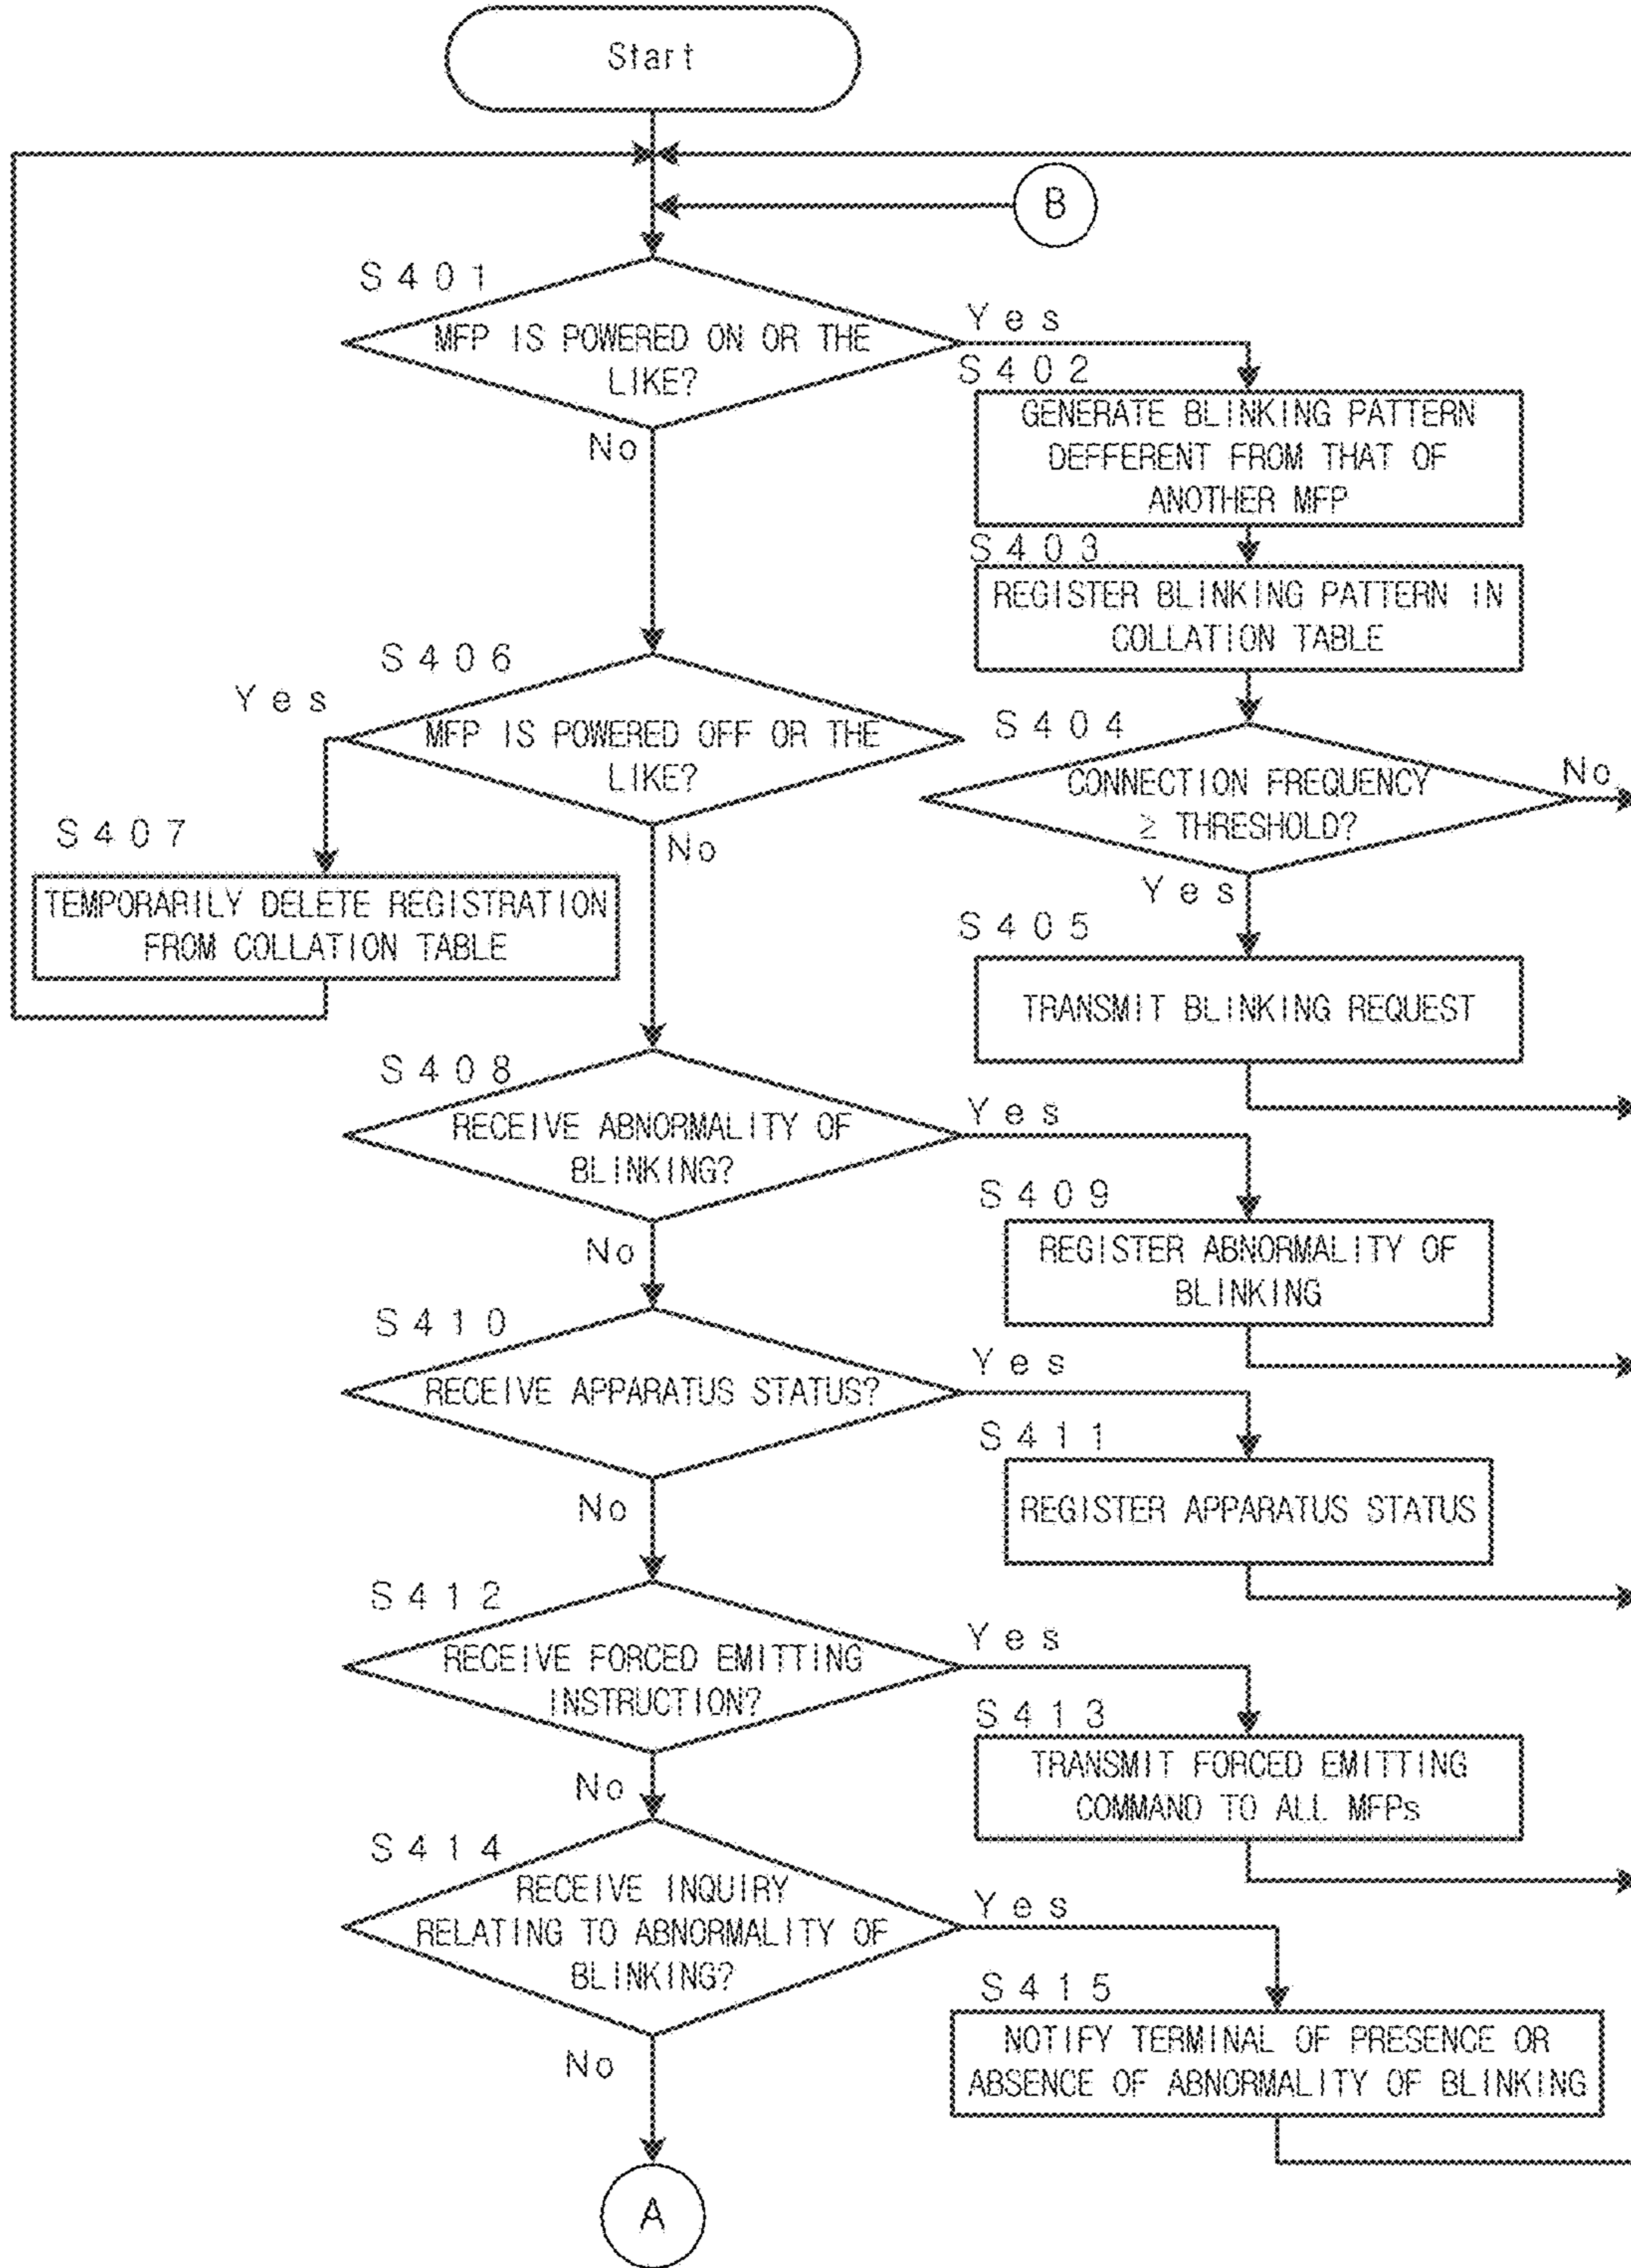 Start
B
S401
MFP IS POWERED ON OR THE
LIKE?
Yes
No
S402
GENERATE BLINKING PATTERN
DEFFERENT FROM THAT OF
ANOTHER MFP
S403
REGISTER BLINKING PATTERN IN
COLLATION TABLE
S404
CONNECTION FREQUENCY
≥ THRESHOLD?
No
Yes
S405
TRANSMIT BLINKING REQUEST
S406
MFP IS POWERED OFF OR THE
LIKE?
Yes
No
S407
TEMPORARILY DELETE REGISTRATION
FROM COLLATION TABLE
S408
RECEIVE ABNORMALITY OF
BLINKING?
Yes
No
S409
REGISTER ABNORMALITY OF
BLINKING
S410
RECEIVE APPARATUS STATUS?
Yes
No
S411
REGISTER APPARATUS STATUS
S412
RECEIVE FORCED EMITTING
INSTRUCTION?
Yes
No
S413
TRANSMIT FORCED EMITTING
COMMAND TO ALL MFPs
S414
RECEIVE INQUIRY
RELATING TO ABNORMALITY OF
BLINKING?
Yes
No
S415
NOTIFY TERMINAL OF PRESENCE OR
ABSENCE OF ABNORMALITY OF BLINKING
A